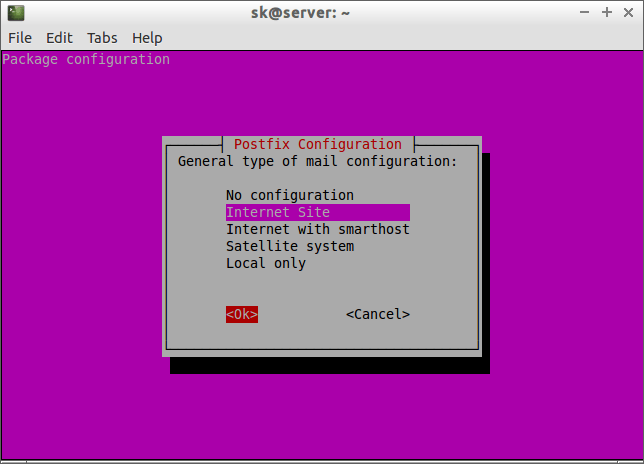 sk@server: ~
File Edit Tabs Help
Package configuration
Postfix Configuration
General type of mail configuration:
No configuration
Internet Site
Internet with smarthost
Satellite system
Local only
<Ok> <Cancel>